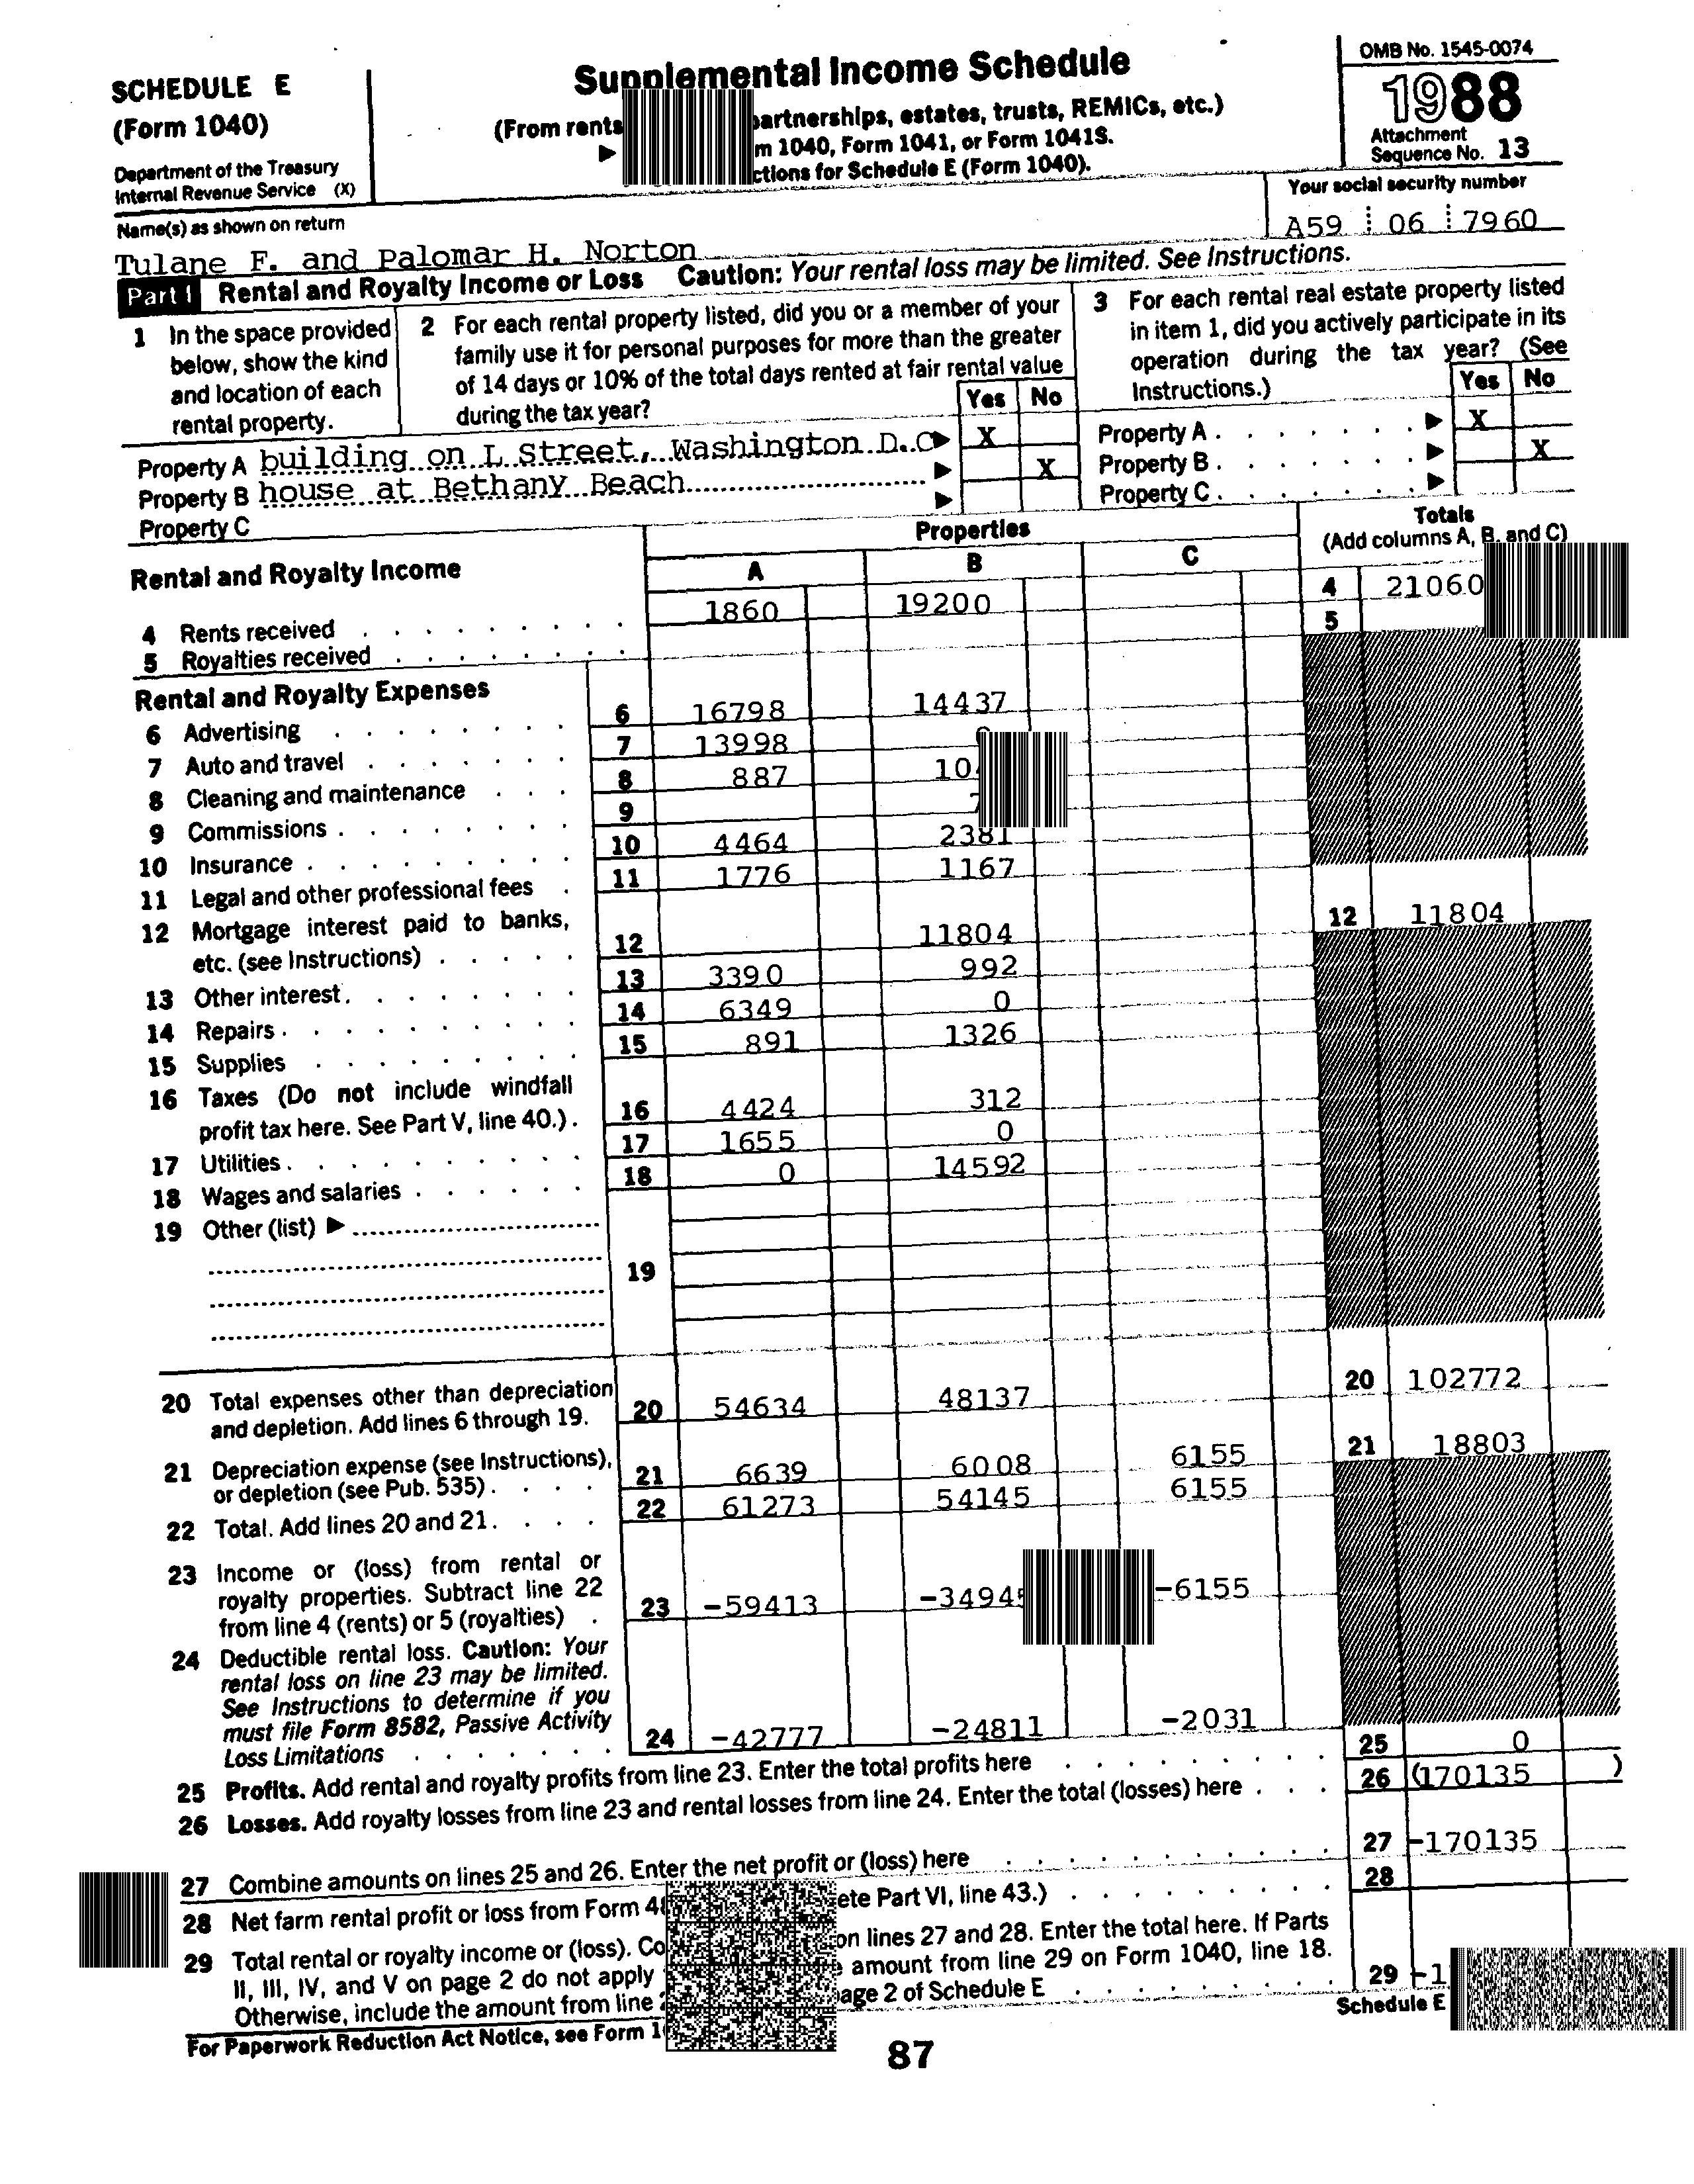 SCHEDULE E
(Form 1040)
Department of the Treasury
Internal Revenue Service (X)
Supplemental Income Schedule
(From rents partnerships, estates, trusts, REMICs, etc.)
1040, Form 1041, or Form 1041S.
for Schedule E (Form 1040).
OMB No. 1545-0074
1988
Attachment
Sequence No. 13
Name(s) as shown on return
Your social security number
Tulane F. and Palomar H. Norton
A59 06 7960
Part I Rental and Royalty Income or Loss Caution: Your rental loss may be limited. See Instructions.
1 In the space provided
below, show the kind
and location of each
rental property.
2 For each rental property listed, did you or a member of your
family use it for personal purposes for more than the greater
of 14 days or 10% of the total days rented at fair rental value
during the tax year?
Yes No
3 For each rental real estate property listed
in item 1, did you actively participate in its
operation during the tax year? (See
Instructions.)
Yes No
Property A building on L Street, Washington D.C ▶ X
Property B house at Bethany Beach ▶ X
Property C ▶
Property A ▶ X
Property B ▶ X
Property C ▶
Rental and Royalty Income
Properties
A B C
Totals
(Add columns A, B, and C)
4 Rents received 1860 19200 4 21060
5 Royalties received 5
Rental and Royalty Expenses
6 Advertising 6 16798 14437
7 Auto and travel 7 13998
8 Cleaning and maintenance 8 887
9 Commissions 9
10 Insurance 10 4464 2381
11 Legal and other professional fees 11 1776 1167
12 Mortgage interest paid to banks,
etc. (see Instructions) 12 11804 12 11804
13 Other interest 13 3390 992
14 Repairs 14 6349 0
15 Supplies 15 891 1326
16 Taxes (Do not include windfall
profit tax here. See Part V, line 40.) 16 4424 312
17 Utilities 17 1655 0
18 Wages and salaries 18 0 14592
19 Other (list) ▶
19
20 Total expenses other than depreciation
and depletion. Add lines 6 through 19. 20 54634 48137 20 102772
21 Depreciation expense (see Instructions),
or depletion (see Pub. 535) 21 6639 6008 6155 21 18803
22 Total. Add lines 20 and 21 22 61273 54145 6155
23 Income or (loss) from rental or
royalty properties. Subtract line 22
from line 4 (rents) or 5 (royalties) 23 -59413 -6155
24 Deductible rental loss. Caution: Your
rental loss on line 23 may be limited.
See Instructions to determine if you
must file Form 8582, Passive Activity
Loss Limitations 24 -42777 -24811 -2031
25 Profits. Add rental and royalty profits from line 23. Enter the total profits here 25 0
26 Losses. Add royalty losses from line 23 and rental losses from line 24. Enter the total (losses) here 26 (170135 )
27 Combine amounts on lines 25 and 26. Enter the net profit or (loss) here 27 -170135
28 Net farm rental profit or loss from Form Part VI, line 43.) 28
29 Total rental or royalty income or (loss). on lines 27 and 28. Enter the total here. If Parts
II, III, IV, and V on page 2 do not apply amount from line 29 on Form 1040, line 18.
Otherwise, include the amount from line page 2 of Schedule E 29
For Paperwork Reduction Act Notice, see Form
Schedule E
87